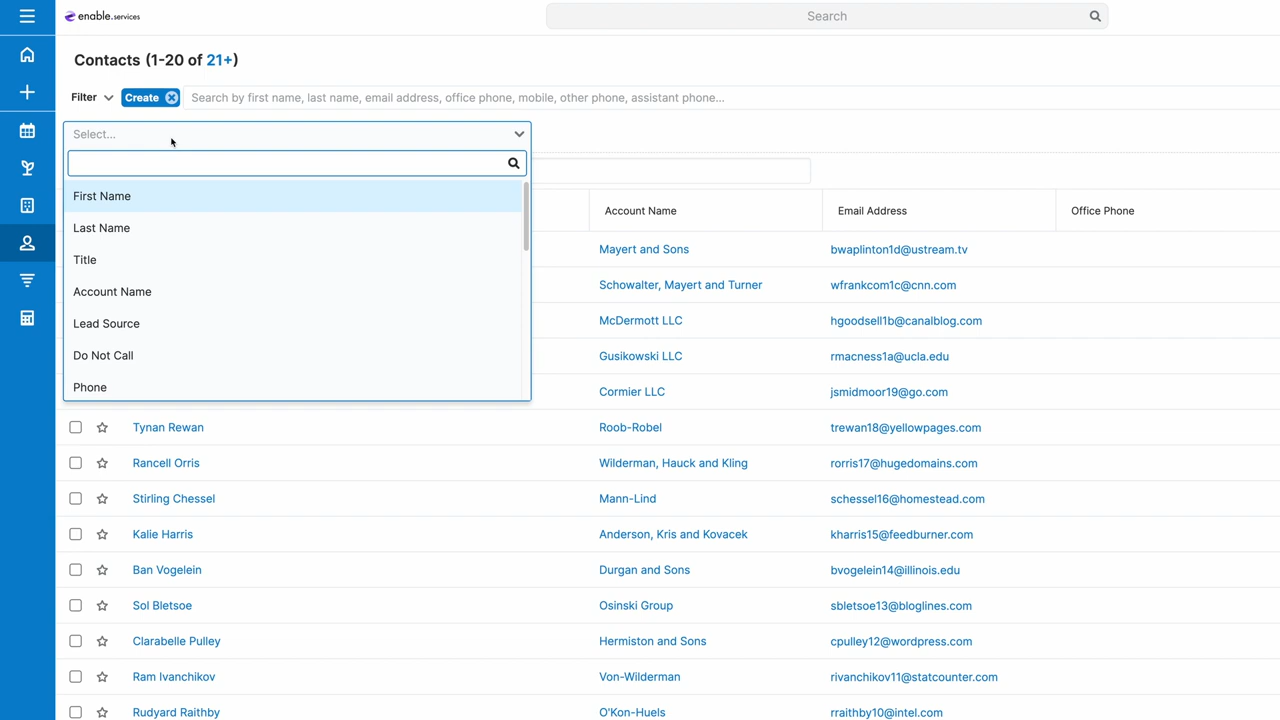 enable.services
Search
Contacts (1-20 of 21+)
Filter Create Search by first name, last name, email address, office phone, mobile, other phone, assistant phone...
Select...
First Name
Last Name
Title
Account Name
Lead Source
Do Not Call
Phone
Account Name Email Address Office Phone
Mayert and Sons bwaplinton1d@ustream.tv
Schowalter, Mayert and Turner wfrankcom1c@cnn.com
McDermott LLC hgoodsell1b@canalblog.com
Gusikowski LLC rmacness1a@ucla.edu
Cormier LLC jsmidmoor19@go.com
Tynan Rewan Roob-Robel trewan18@yellowpages.com
Rancell Orris Wilderman, Hauck and Kling rorris17@hugedomains.com
Stirling Chessel Mann-Lind schessel16@homestead.com
Kalie Harris Anderson, Kris and Kovacek kharris15@feedburner.com
Ban Vogelein Durgan and Sons bvogelein14@illinois.edu
Sol Bletsoe Osinski Group sbletsoe13@bloglines.com
Clarabelle Pulley Hermiston and Sons cpulley12@wordpress.com
Ram Ivanchikov Von-Wilderman rivanchikov11@statcounter.com
Rudyard Raithby O'Kon-Huels rraithby10@intel.com